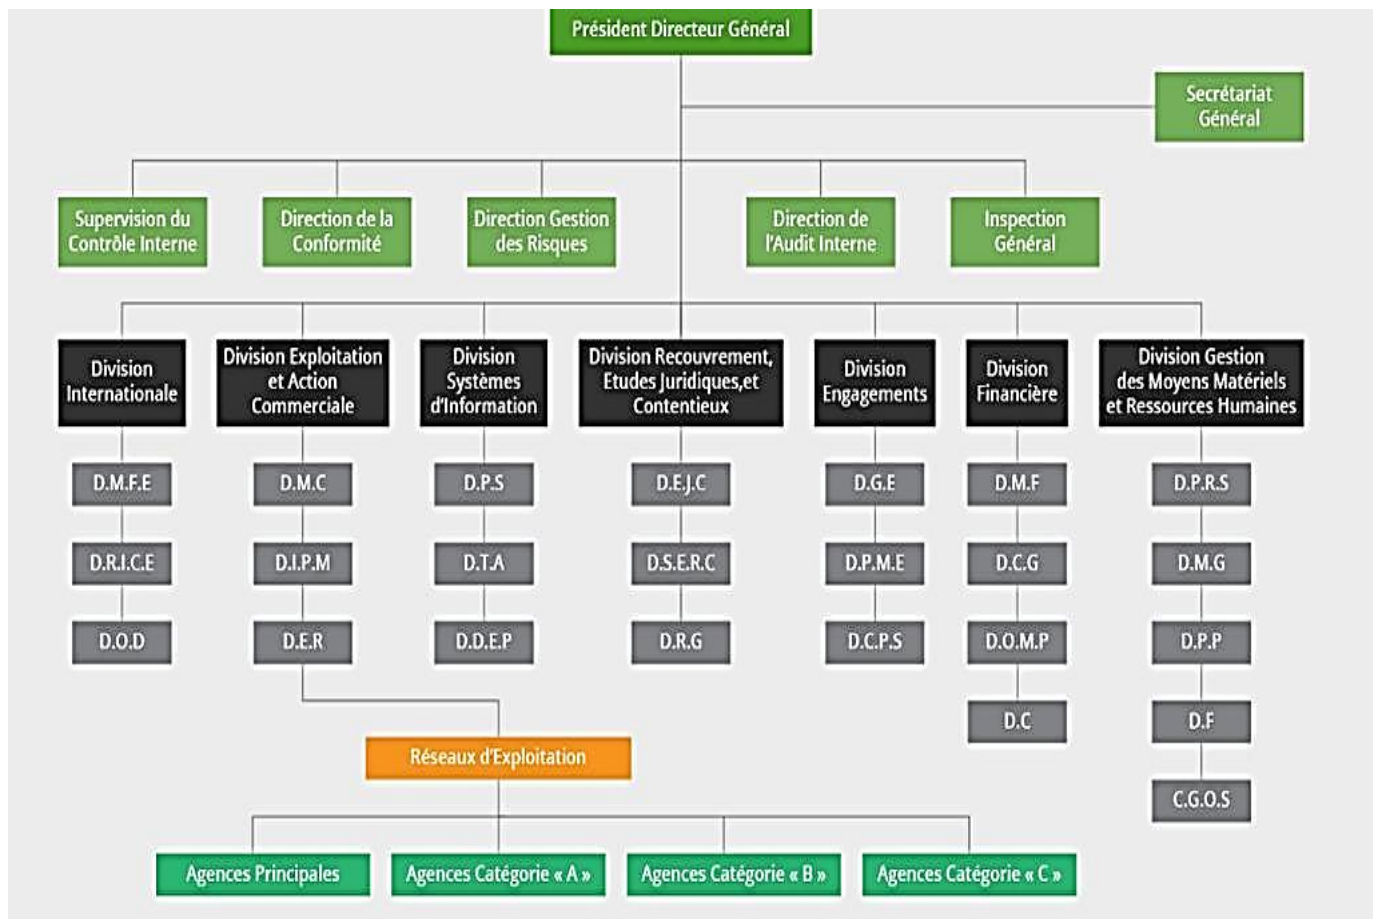 Président Directeur Général
Secrétariat
Général
Supervision du
Contrôle Interne
Direction de la
Conformité
Direction Gestion
des Risques
Direction de
l'Audit Interne
Inspection
Général
Division
Internationale
Division Exploitation
et Action
Commerciale
Division
Systèmes
d'Information
Division Recouvrement,
Etudes Juridiques,et
Contentieux
Division
Engagements
Division
Financière
Division Gestion
des Moyens Matériels
et Ressources Humaines
D.M.F.E
D.M.C
D.P.S
D.E.J.C
D.G.E
D.M.F
D.P.R.S
D.R.I.C.E
D.I.P.M
D.T.A
D.S.E.R.C
D.P.M.E
D.C.G
D.M.G
D.O.D
D.E.R
D.D.E.P
D.R.G
D.C.P.S
D.O.M.P
D.P.P
D.C
D.F
Réseaux d'Exploitation
C.G.O.S
Agences Principales
Agences Catégorie « A »
Agences Catégorie « B »
Agences Catégorie « C »